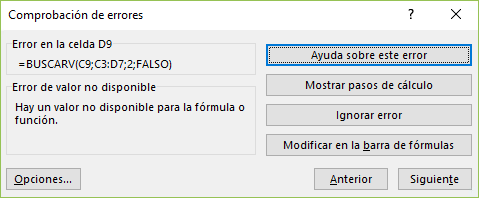 Comprobación de errores
Error en la celda D9
=BUSCARV(C9;C3:D7;2;FALSO)
Error de valor no disponible
Hay un valor no disponible para la fórmula o
función.
Ayuda sobre este error
Mostrar pasos de cálculo
Ignorar error
Modificar en la barra de fórmulas
Opciones...
Anterior
Siguiente